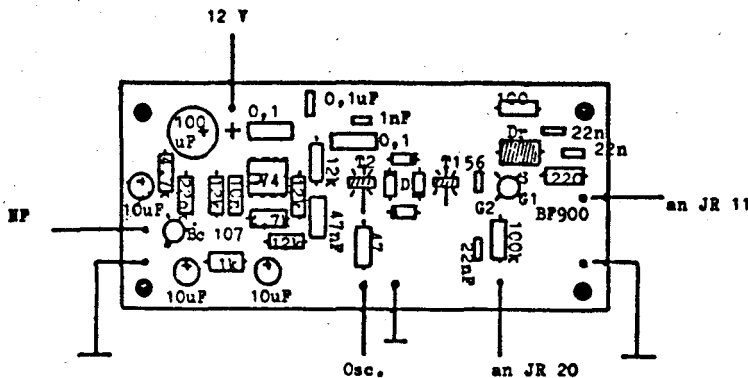 12 V
0,1uF
100
uF
+
0,1
1nF
100
0,1
Dr
22n
22n
12k
T2
T1
56
220
74
D
S
10uF
G1
an JR 11
NF
Bc 107
G2
BF900
47nF
47
100k
12k
1k
22nF
10uF
10uF
Osc.
an JR 20